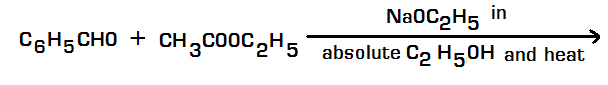 NaOC₂H₅ in
C₆H₅CHO + CH₃COOC₂H₅
absolute C₂ H₅OH and heat